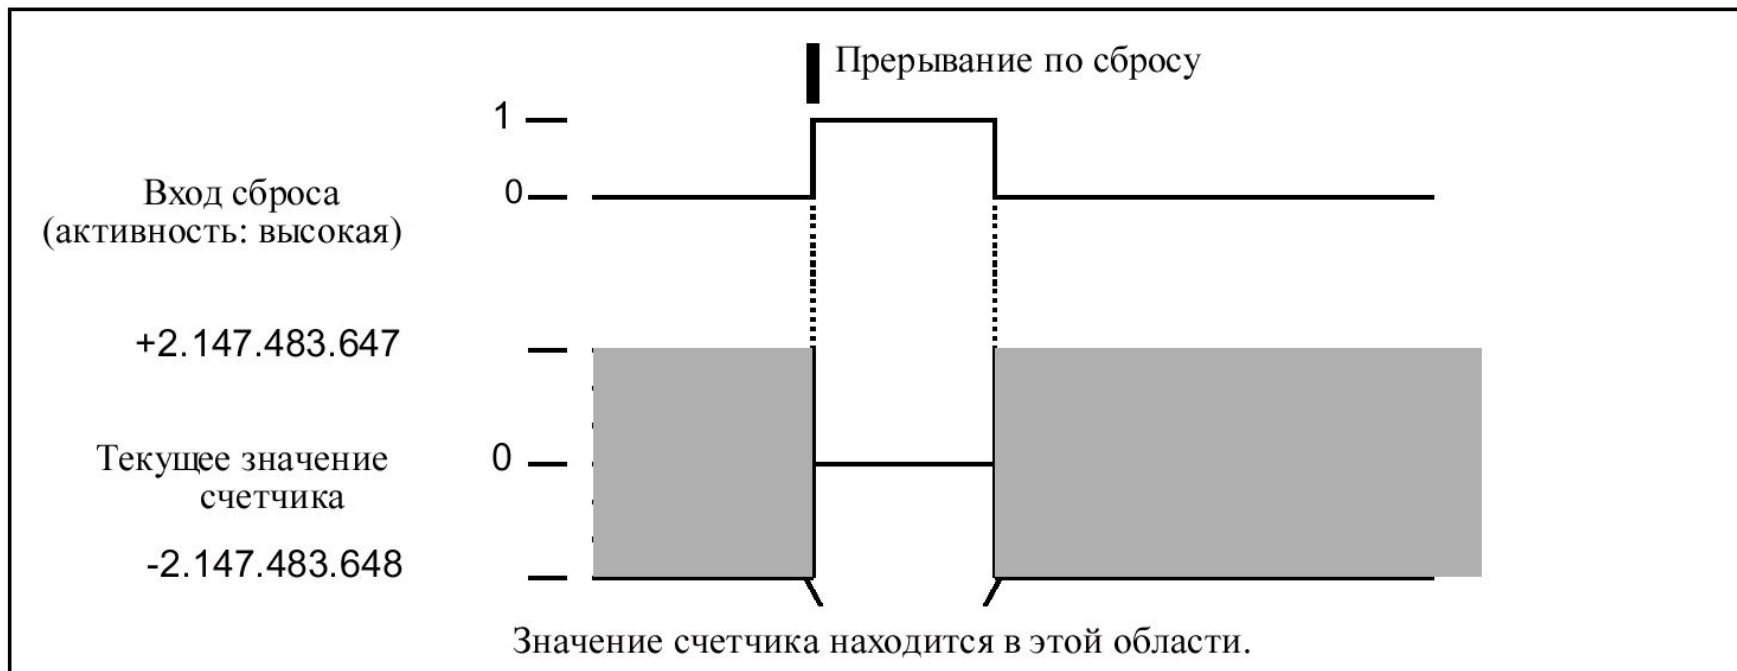 Прерывание по сбросу
1
0
Вход сброса
(активность: высокая)
+2.147.483.647
0
Текущее значение
счетчика
-2.147.483.648
Значение счетчика находится в этой области.